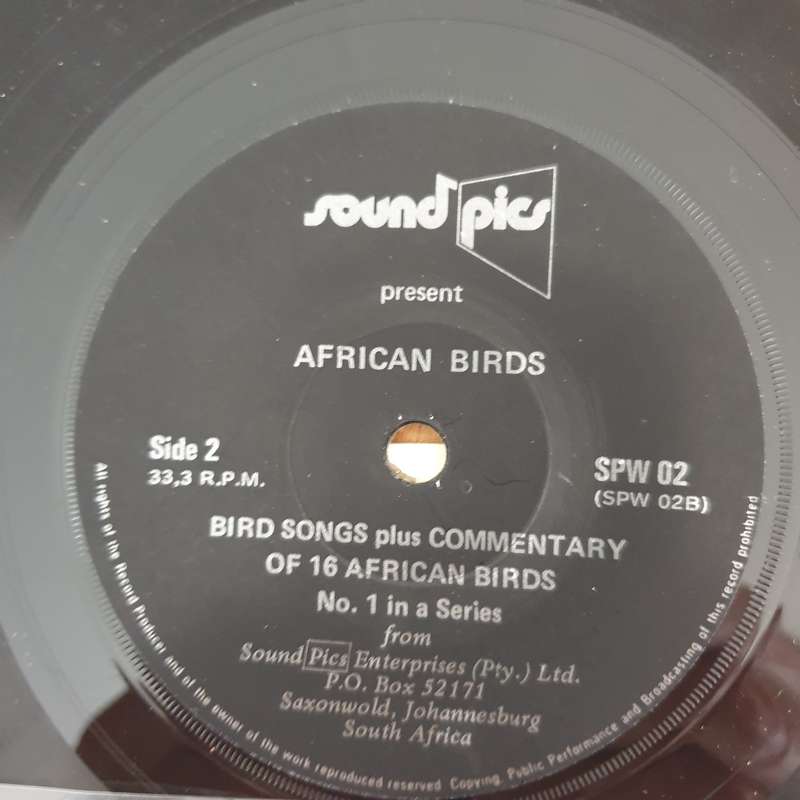 sound pics
present
AFRICAN BIRDS
Side 2
33,3 R.P.M.
SPW 02
(SPW 02B)
BIRD SONGS plus COMMENTARY
OF 16 AFRICAN BIRDS
No. 1 in a Series
from
Sound Pics Enterprises (Pty.) Ltd.
P.O. Box 52171
Saxonwold, Johannesburg
South Africa
All rights of the Record Producer and of the owner of the work reproduced reserved. Copying, Public Performance and Broadcasting of this record prohibited